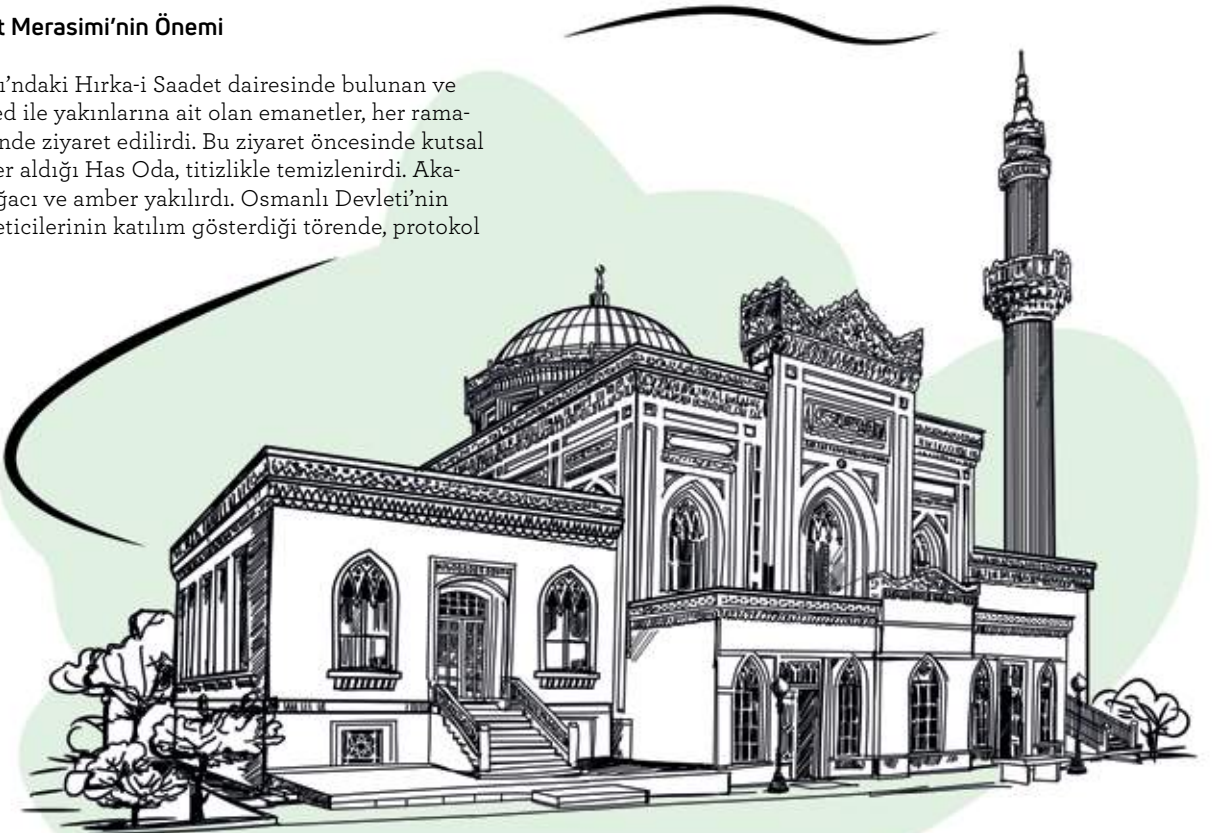 t Merasimi’nin Önemi
ı’ndaki Hırka-i Saadet dairesinde bulunan ve
ed ile yakınlarına ait olan emanetler, her rama-
nde ziyaret edilirdi. Bu ziyaret öncesinde kutsal
er aldığı Has Oda, titizlikle temizlenirdi. Aka-
ğacı ve amber yakılırdı. Osmanlı Devleti’nin
eticilerinin katılım gösterdiği törende, protokol